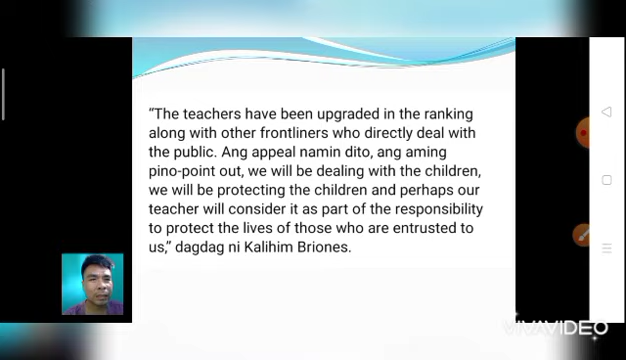 “The teachers have been upgraded in the ranking
along with other frontliners who directly deal with
the public. Ang appeal namin dito, ang aming
pino-point out, we will be dealing with the children,
we will be protecting the children and perhaps our
teacher will consider it as part of the responsibility
to protect the lives of those who are entrusted to
us,” dagdag ni Kalihim Briones.
VIVAVIDEO